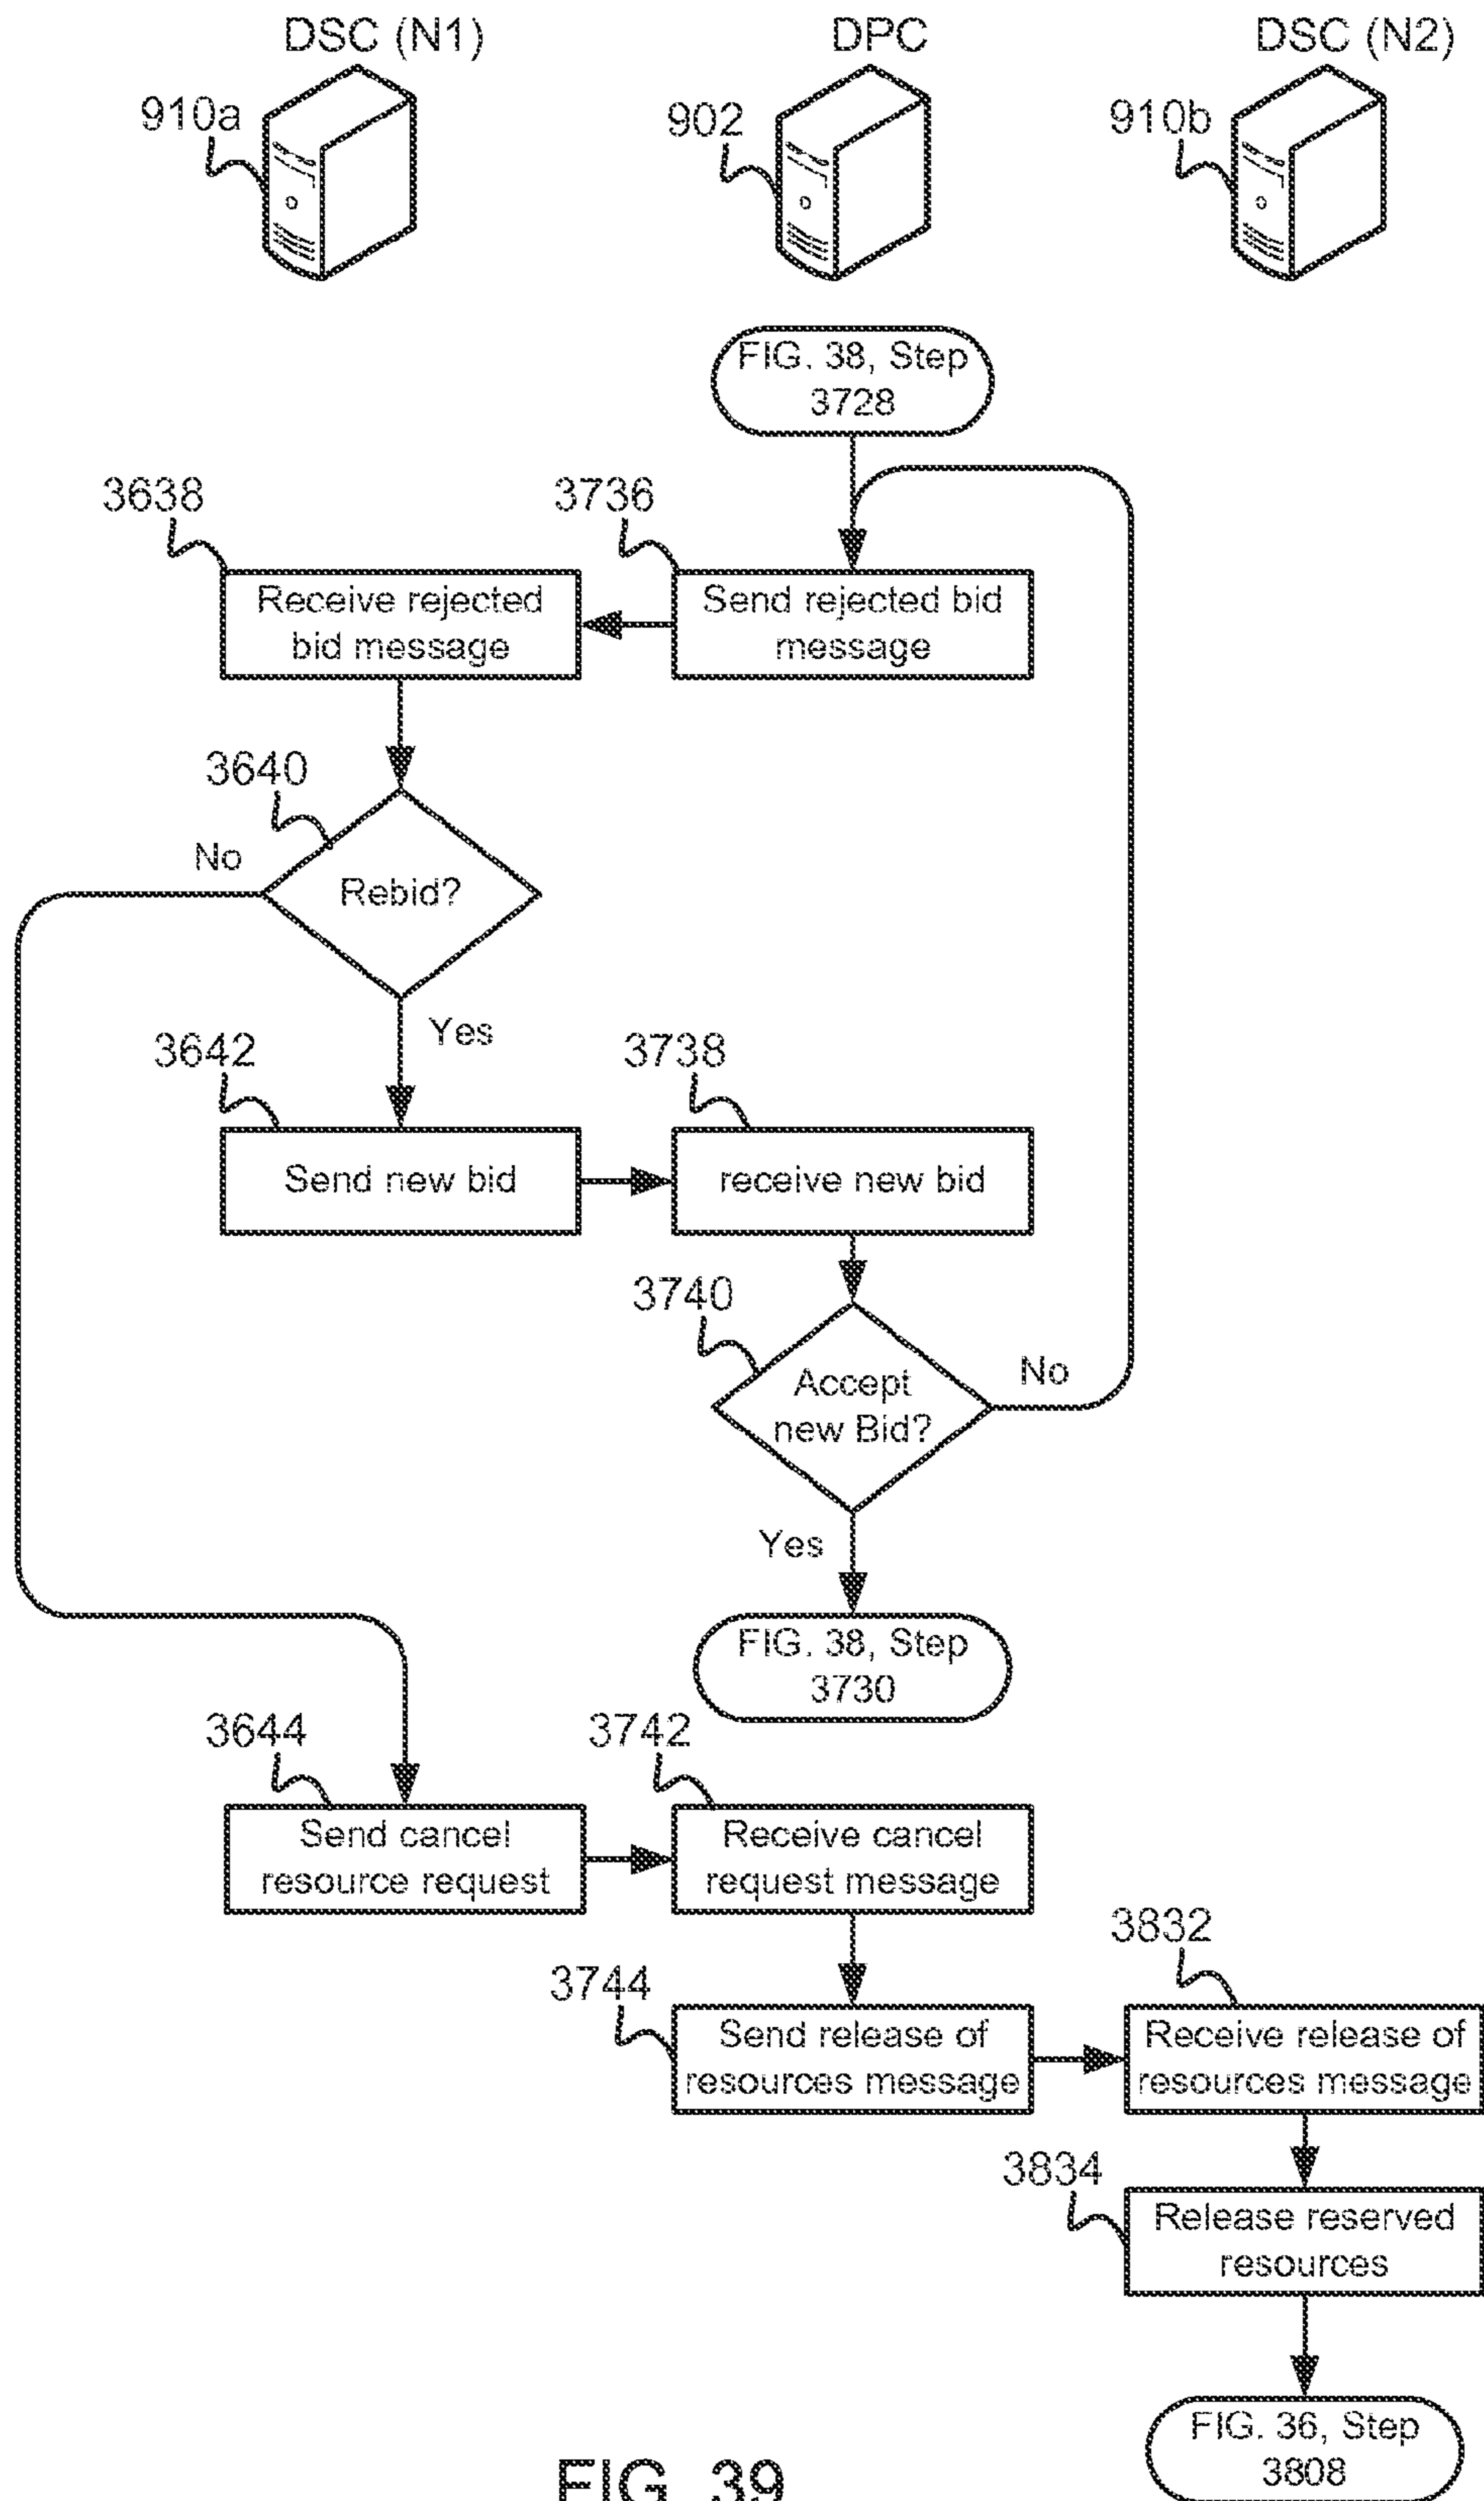 DSC (N1)
DPC
DSC (N2)
910a
902
910b
FIG. 38, Step
3728
3638
3736
Receive rejected
bid message
Send rejected bid
message
3640
No
Rebid?
Yes
3642
3738
Send new bid
receive new bid
3740
Accept
new Bid?
No
Yes
FIG. 38, Step
3730
3644
3742
Send cancel
resource request
Receive cancel
request message
3832
3744
Send release of
resources message
Receive release of
resources message
3834
Release reserved
resources
FIG. 36, Step
3808
FIG. 39